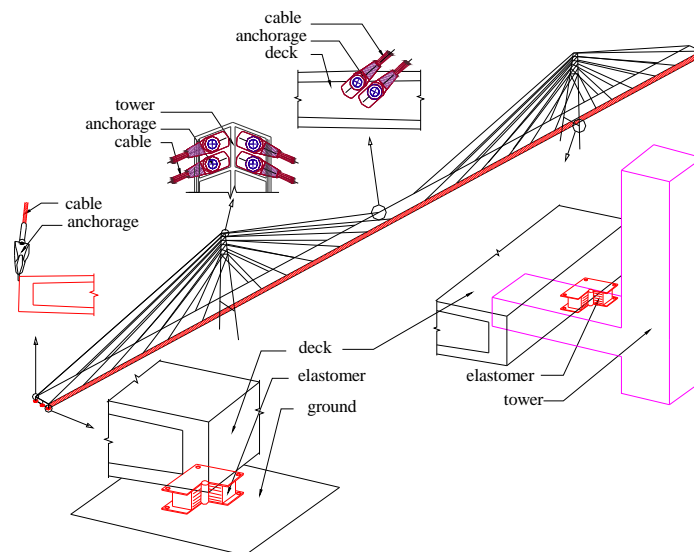 cable
anchorage
deck
tower
anchorage
cable
cable
anchorage
deck
elastomer
ground
elastomer
tower